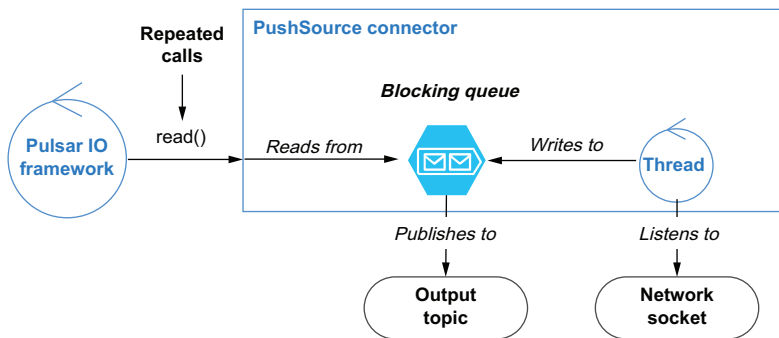 PushSource connector
Repeated
calls
Blocking queue
Pulsar IO
framework
read()
Reads from
Writes to
Thread
Publishes to
Listens to
Output
topic
Network
socket